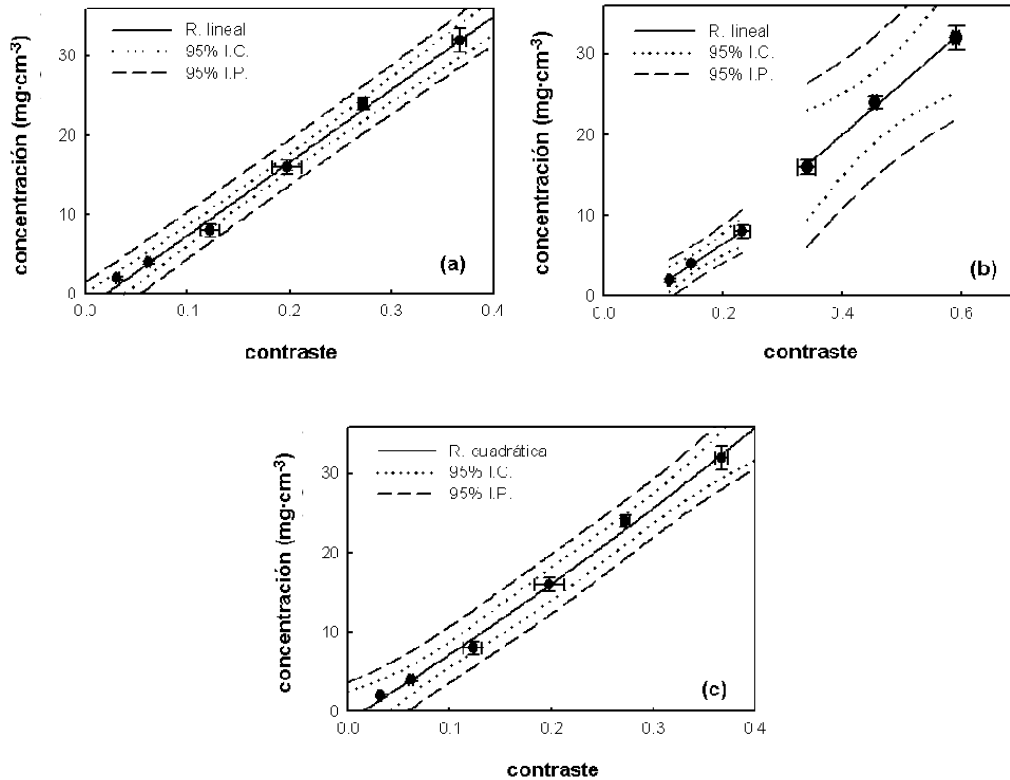 R. lineal
95% I.C.
95% I.P.
concentración (mg·cm-3)
30
20
10
0
(a)
0.0 0.1 0.2 0.3 0.4
contraste
R. lineal
95% I.C.
95% I.P.
concentración (mg·cm-3)
30
20
10
0
(b)
0.0 0.2 0.4 0.6
contraste
R. cuadrática
95% I.C.
95% I.P.
concentración (mg·cm-3)
30
20
10
0
(c)
0.0 0.1 0.2 0.3 0.4
contraste